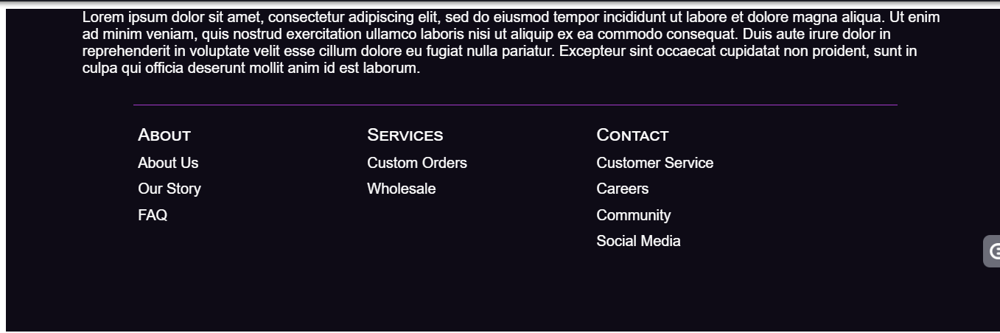 Lorem ipsum dolor sit amet, consectetur adipiscing elit, sed do eiusmod tempor incididunt ut labore et dolore magna aliqua. Ut enim
ad minim veniam, quis nostrud exercitation ullamco laboris nisi ut aliquip ex ea commodo consequat. Duis aute irure dolor in
reprehenderit in voluptate velit esse cillum dolore eu fugiat nulla pariatur. Excepteur sint occaecat cupidatat non proident, sunt in
culpa qui officia deserunt mollit anim id est laborum.
About
About Us
Our Story
FAQ
Services
Custom Orders
Wholesale
Contact
Customer Service
Careers
Community
Social Media